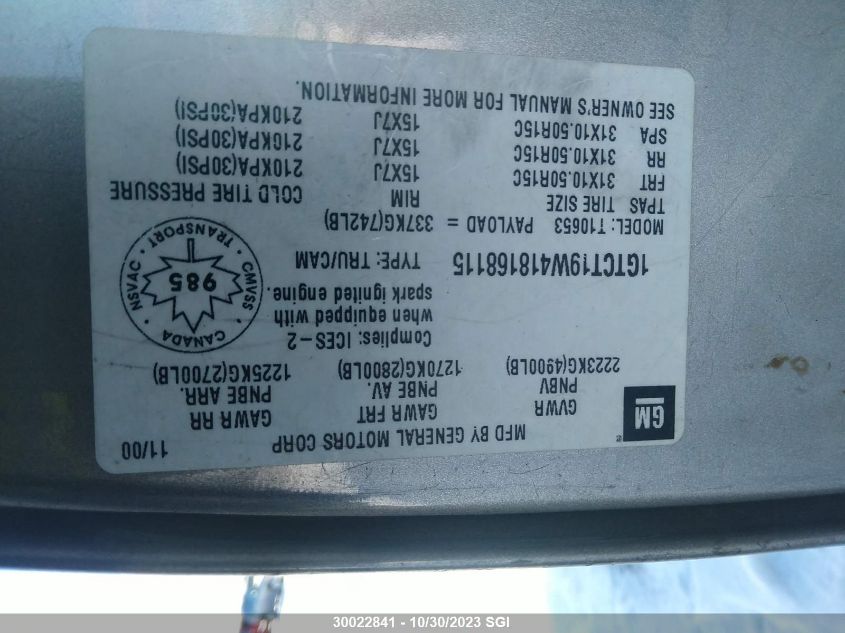 MFD BY GENERAL MOTORS CORP 11/00
GM
GVWR GAWR FRT GAWR RR
PNBV PNBE AV. PNBE ARR.
2223KG(4900LB) 1270KG(2800LB) 1225KG(2700LB)
Complies: ICES-2
when equipped with
spark ignited engine.
CANADA
NSVAC 985 CMVSS
TRANSPORT
1GTCT19W418168115 TYPE: TRU/CAM
MODEL: T10653 PAYLOAD = 337KG(742LB)
TPAS TIRE SIZE RIM COLD TIRE PRESSURE
FRT 31X10.50R15C 15X7J 210KPA(30PSI)
RR 31X10.50R15C 15X7J 210KPA(30PSI)
SPA 31X10.50R15C 15X7J 210KPA(30PSI)
SEE OWNER'S MANUAL FOR MORE INFORMATION.
30022841 - 10/30/2023 SGI